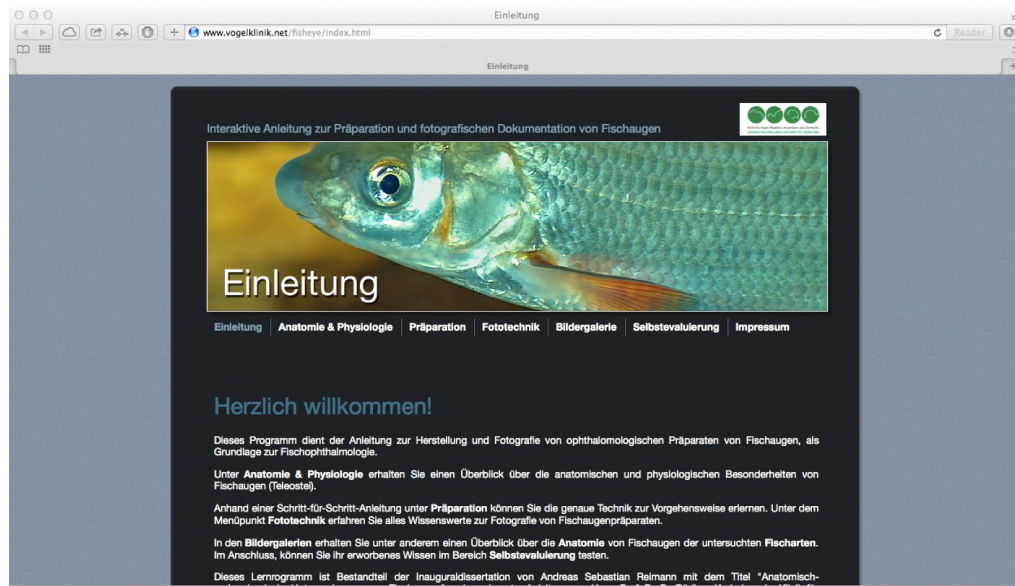 Einleitung
www.vogelklinik.net/fisheye/index.html
Reader
Einleitung
Interaktive Anleitung zur Präparation und fotografischen Dokumentation von Fischaugen
Einleitung
Einleitung Anatomie & Physiologie Präparation Fototechnik Bildergalerie Selbstevaluierung Impressum
Herzlich willkommen!
Dieses Programm dient der Anleitung zur Herstellung und Fotografie von ophthalomologischen Präparaten von Fischaugen, als
Grundlage zur Fischophthalmologie.
Unter Anatomie & Physiologie erhalten Sie einen Überblick über die anatomischen und physiologischen Besonderheiten von
Fischaugen (Teleostei).
Anhand einer Schritt-für-Schritt-Anleitung unter Präparation können Sie die genaue Technik zur Vorgehensweise erlernen. Unter dem
Menüpunkt Fototechnik erfahren Sie alles Wissenswerte zur Fotografie von Fischaugenpräparaten.
In den Bildergalerien erhalten Sie unter anderem einen Überblick über die Anatomie von Fischaugen der untersuchten Fischarten.
Im Anschluss, können Sie ihr erworbenes Wissen im Bereich Selbstevaluierung testen.
Dieses Lernrogramm ist Bestandteil der Inauguraldissertation von Andreas Sebastian Reimann mit dem Titel "Anatomisch-